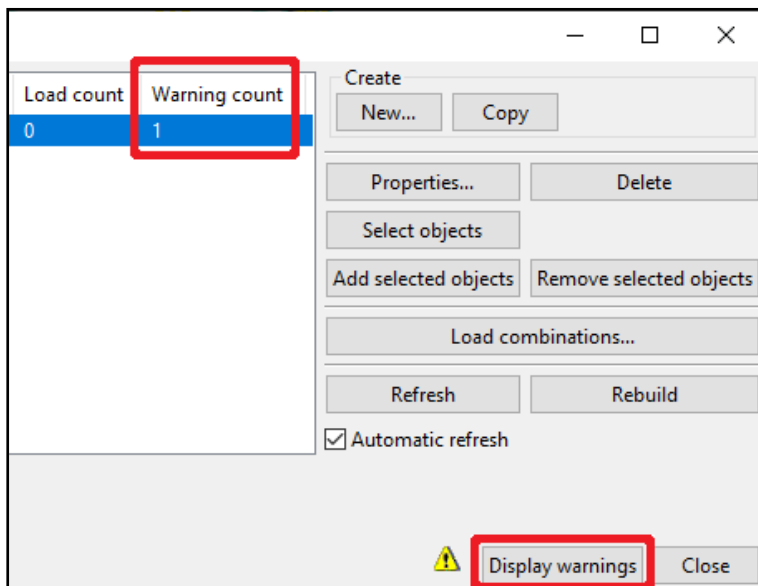 Load count Warning count
0 1
Create
New... Copy
Properties... Delete
Select objects
Add selected objects Remove selected objects
Load combinations...
Refresh Rebuild
Automatic refresh
Display warnings Close